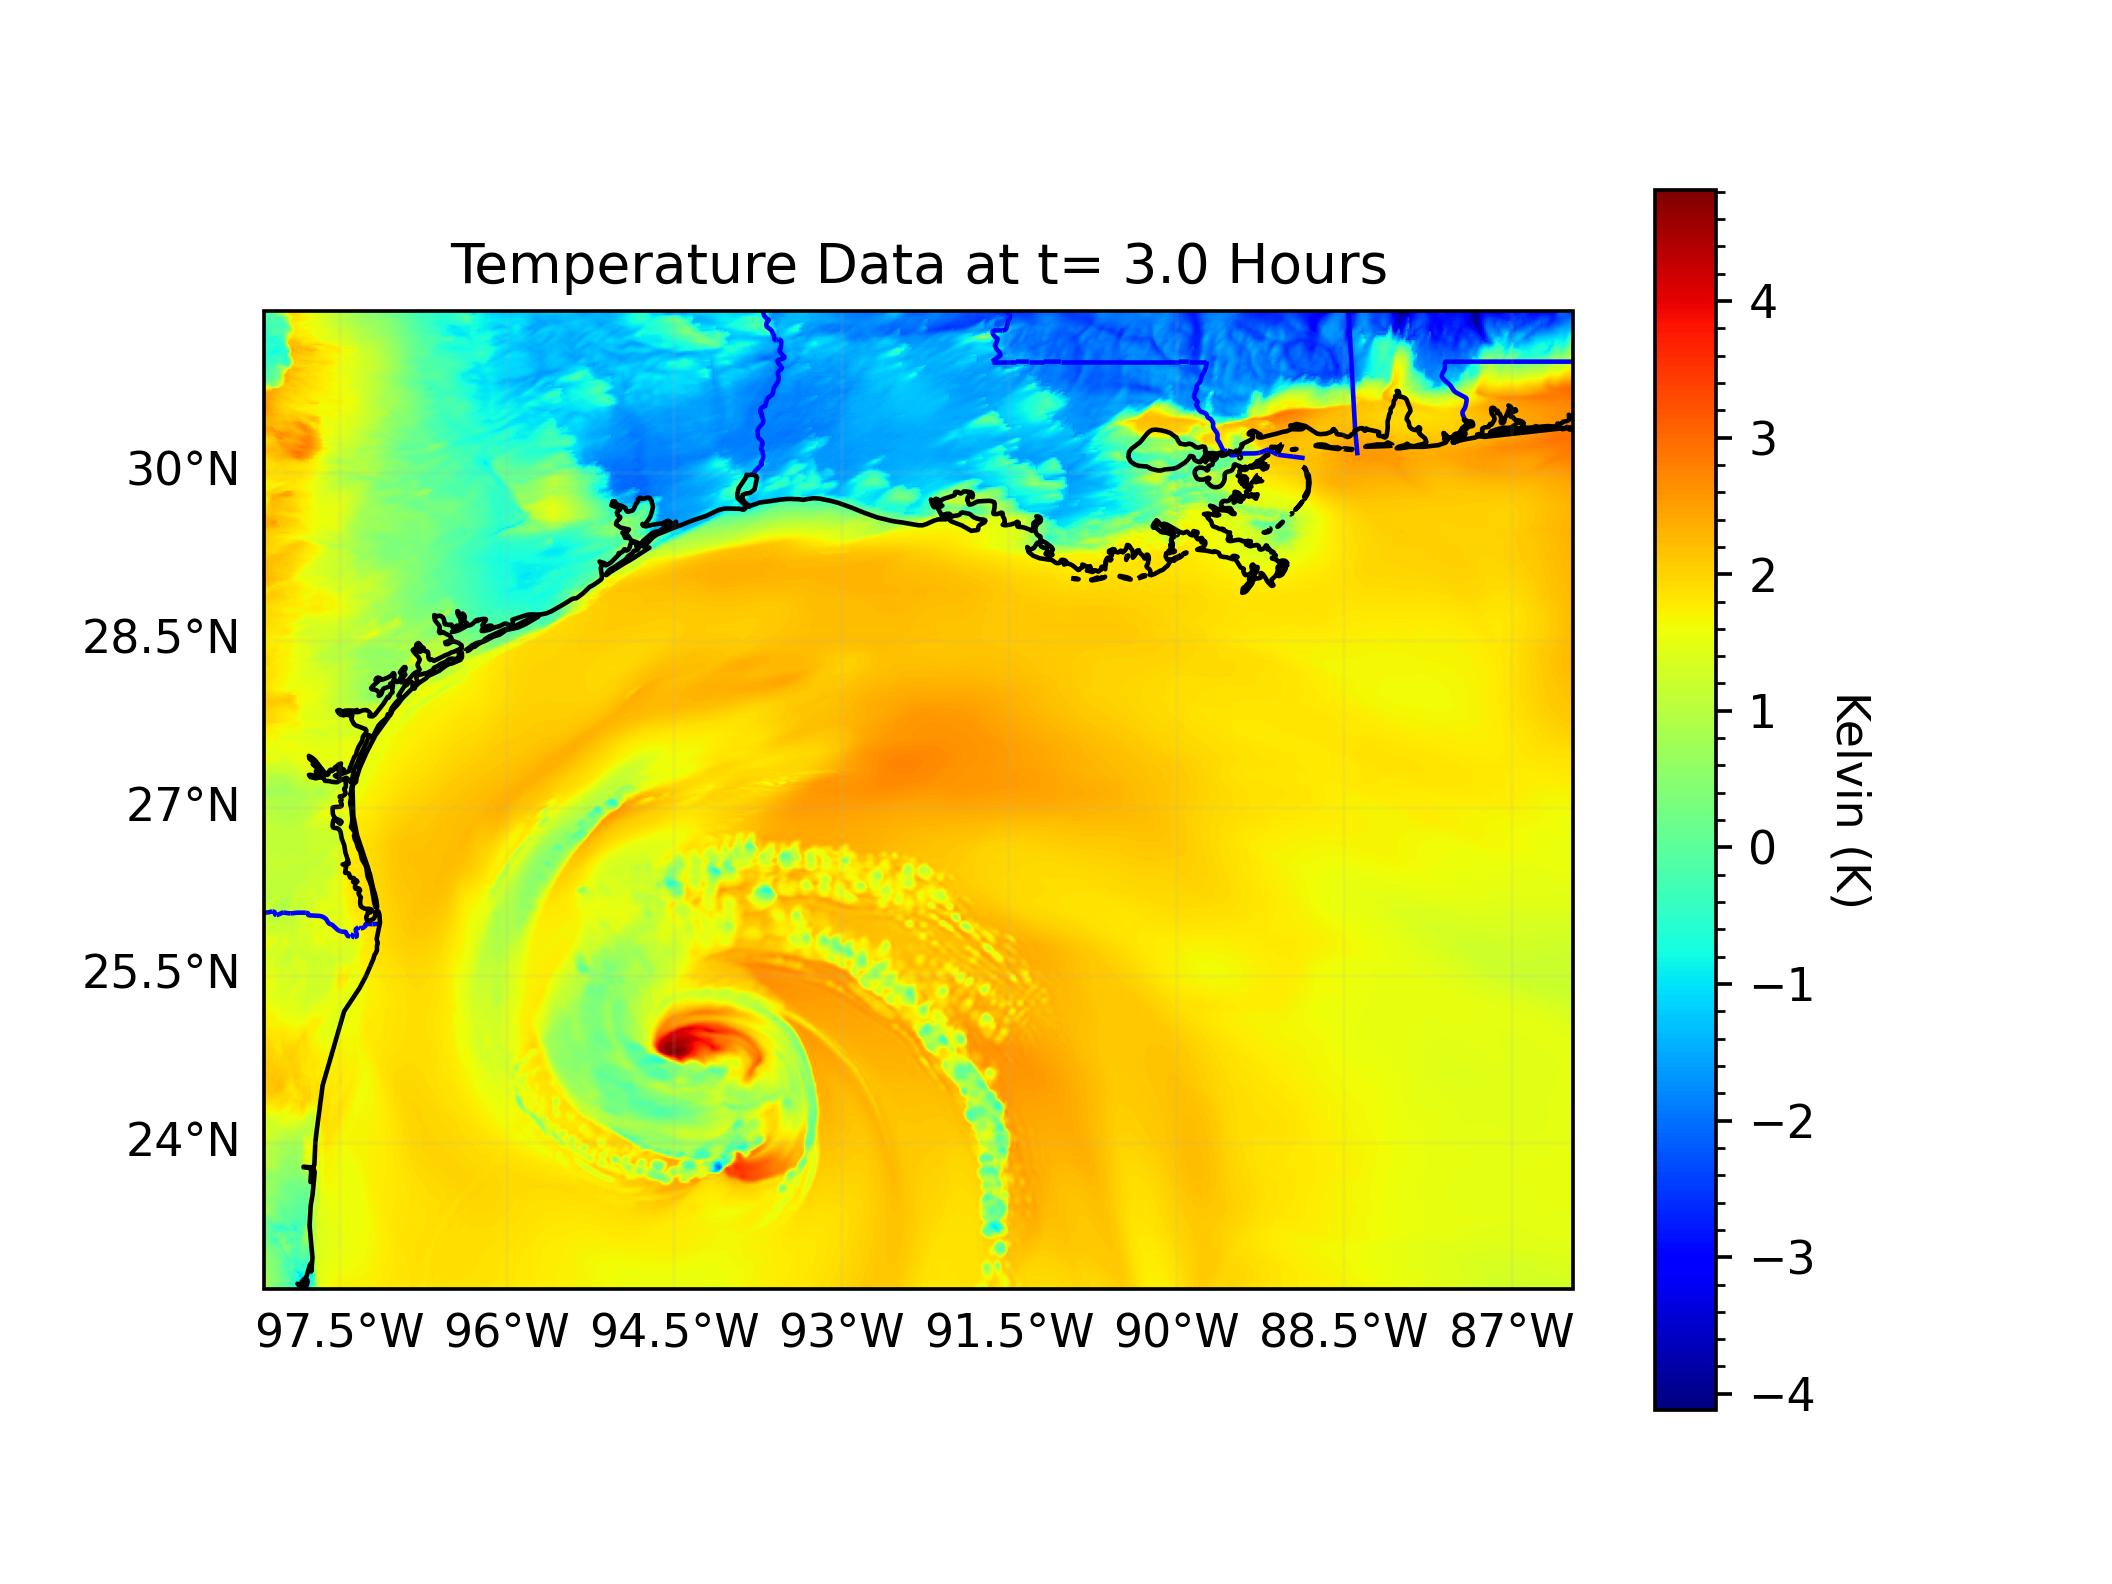 Temperature Data at t= 3.0 Hours
30°N
28.5°N
27°N
25.5°N
24°N
97.5°W 96°W 94.5°W 93°W 91.5°W 90°W 88.5°W 87°W
4
3
2
1
0
−1
−2
−3
−4
Kelvin (K)